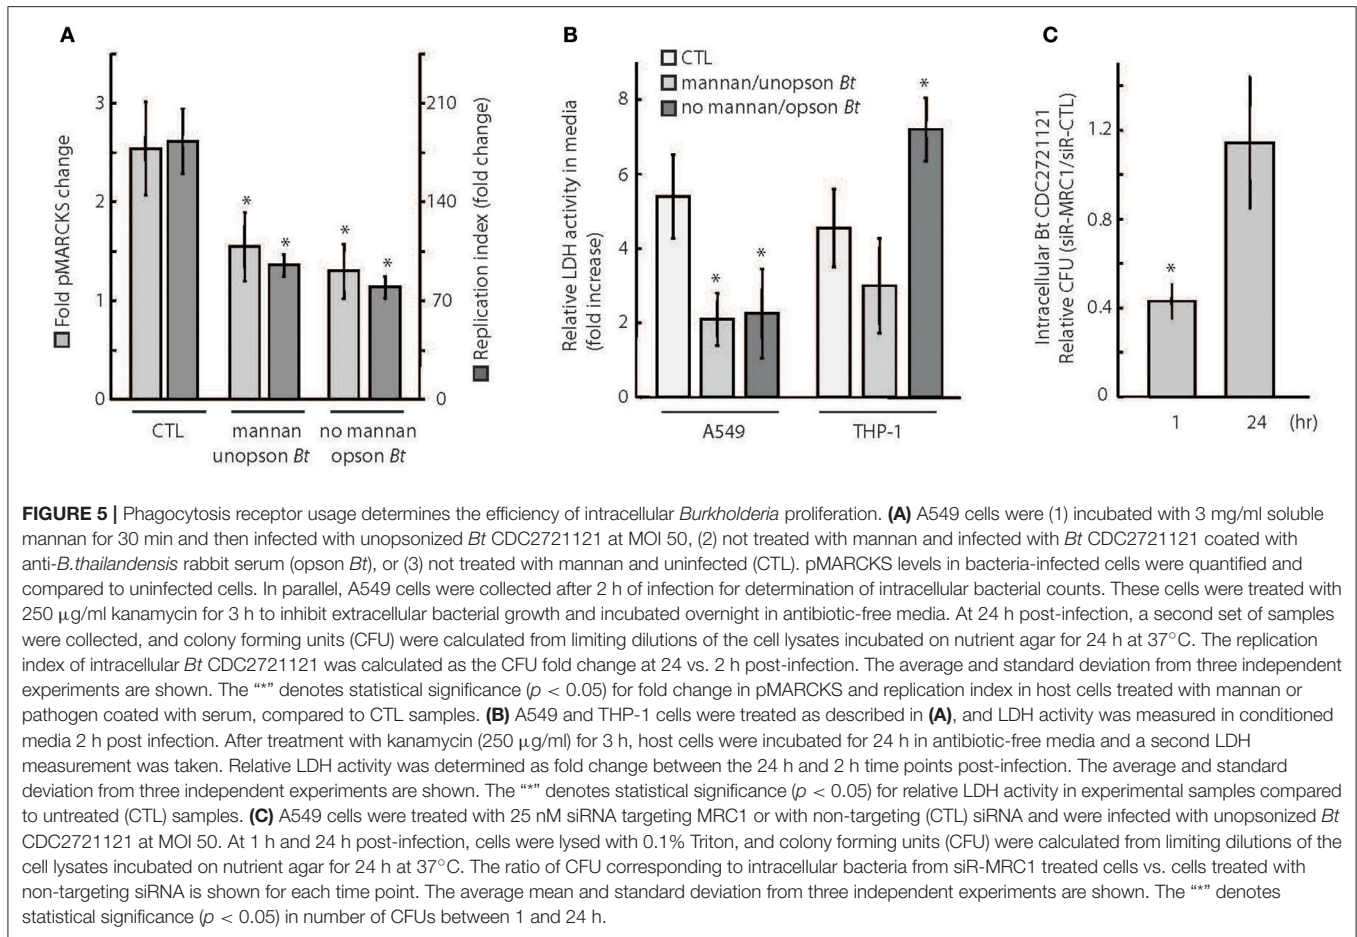 A
B
C
3
2
1
0
Fold pMARCKS change
210
140
70
0
Replication index (fold change)
*
*
*
*
CTL
mannan
unopson Bt
no mannan
opson Bt
CTL
mannan/unopson Bt
no mannan/opson Bt
8
6
4
2
0
Relative LDH activity in media
(fold increase)
*
*
*
A549
THP-1
Intracellular Bt CDC2721121
Relative CFU (siR-MRC1/siR-CTL)
1.2
0.8
0.4
0
*
1
24
(hr)
FIGURE 5 | Phagocytosis receptor usage determines the efficiency of intracellular Burkholderia proliferation. (A) A549 cells were (1) incubated with 3 mg/ml soluble
mannan for 30 min and then infected with unopsonized Bt CDC2721121 at MOI 50, (2) not treated with mannan and infected with Bt CDC2721121 coated with
anti-B.thailandensis rabbit serum (opson Bt), or (3) not treated with mannan and uninfected (CTL). pMARCKS levels in bacteria-infected cells were quantified and
compared to uninfected cells. In parallel, A549 cells were collected after 2 h of infection for determination of intracellular bacterial counts. These cells were treated with
250 μg/ml kanamycin for 3 h to inhibit extracellular bacterial growth and incubated overnight in antibiotic-free media. At 24 h post-infection, a second set of samples
were collected, and colony forming units (CFU) were calculated from limiting dilutions of the cell lysates incubated on nutrient agar for 24 h at 37°C. The replication
index of intracellular Bt CDC2721121 was calculated as the CFU fold change at 24 vs. 2 h post-infection. The average and standard deviation from three independent
experiments are shown. The “*” denotes statistical significance (p < 0.05) for fold change in pMARCKS and replication index in host cells treated with mannan or
pathogen coated with serum, compared to CTL samples. (B) A549 and THP-1 cells were treated as described in (A), and LDH activity was measured in conditioned
media 2 h post infection. After treatment with kanamycin (250 μg/ml) for 3 h, host cells were incubated for 24 h in antibiotic-free media and a second LDH
measurement was taken. Relative LDH activity was determined as fold change between the 24 h and 2 h time points post-infection. The average and standard
deviation from three independent experiments are shown. The “*” denotes statistical significance (p < 0.05) for relative LDH activity in experimental samples compared
to untreated (CTL) samples. (C) A549 cells were treated with 25 nM siRNA targeting MRC1 or with non-targeting (CTL) siRNA and were infected with unopsonized Bt
CDC2721121 at MOI 50. At 1 h and 24 h post-infection, cells were lysed with 0.1% Triton, and colony forming units (CFU) were calculated from limiting dilutions of the
cell lysates incubated on nutrient agar for 24 h at 37°C. The ratio of CFU corresponding to intracellular bacteria from siR-MRC1 treated cells vs. cells treated with
non-targeting siRNA is shown for each time point. The average mean and standard deviation from three independent experiments are shown. The “*” denotes
statistical significance (p < 0.05) in number of CFUs between 1 and 24 h.